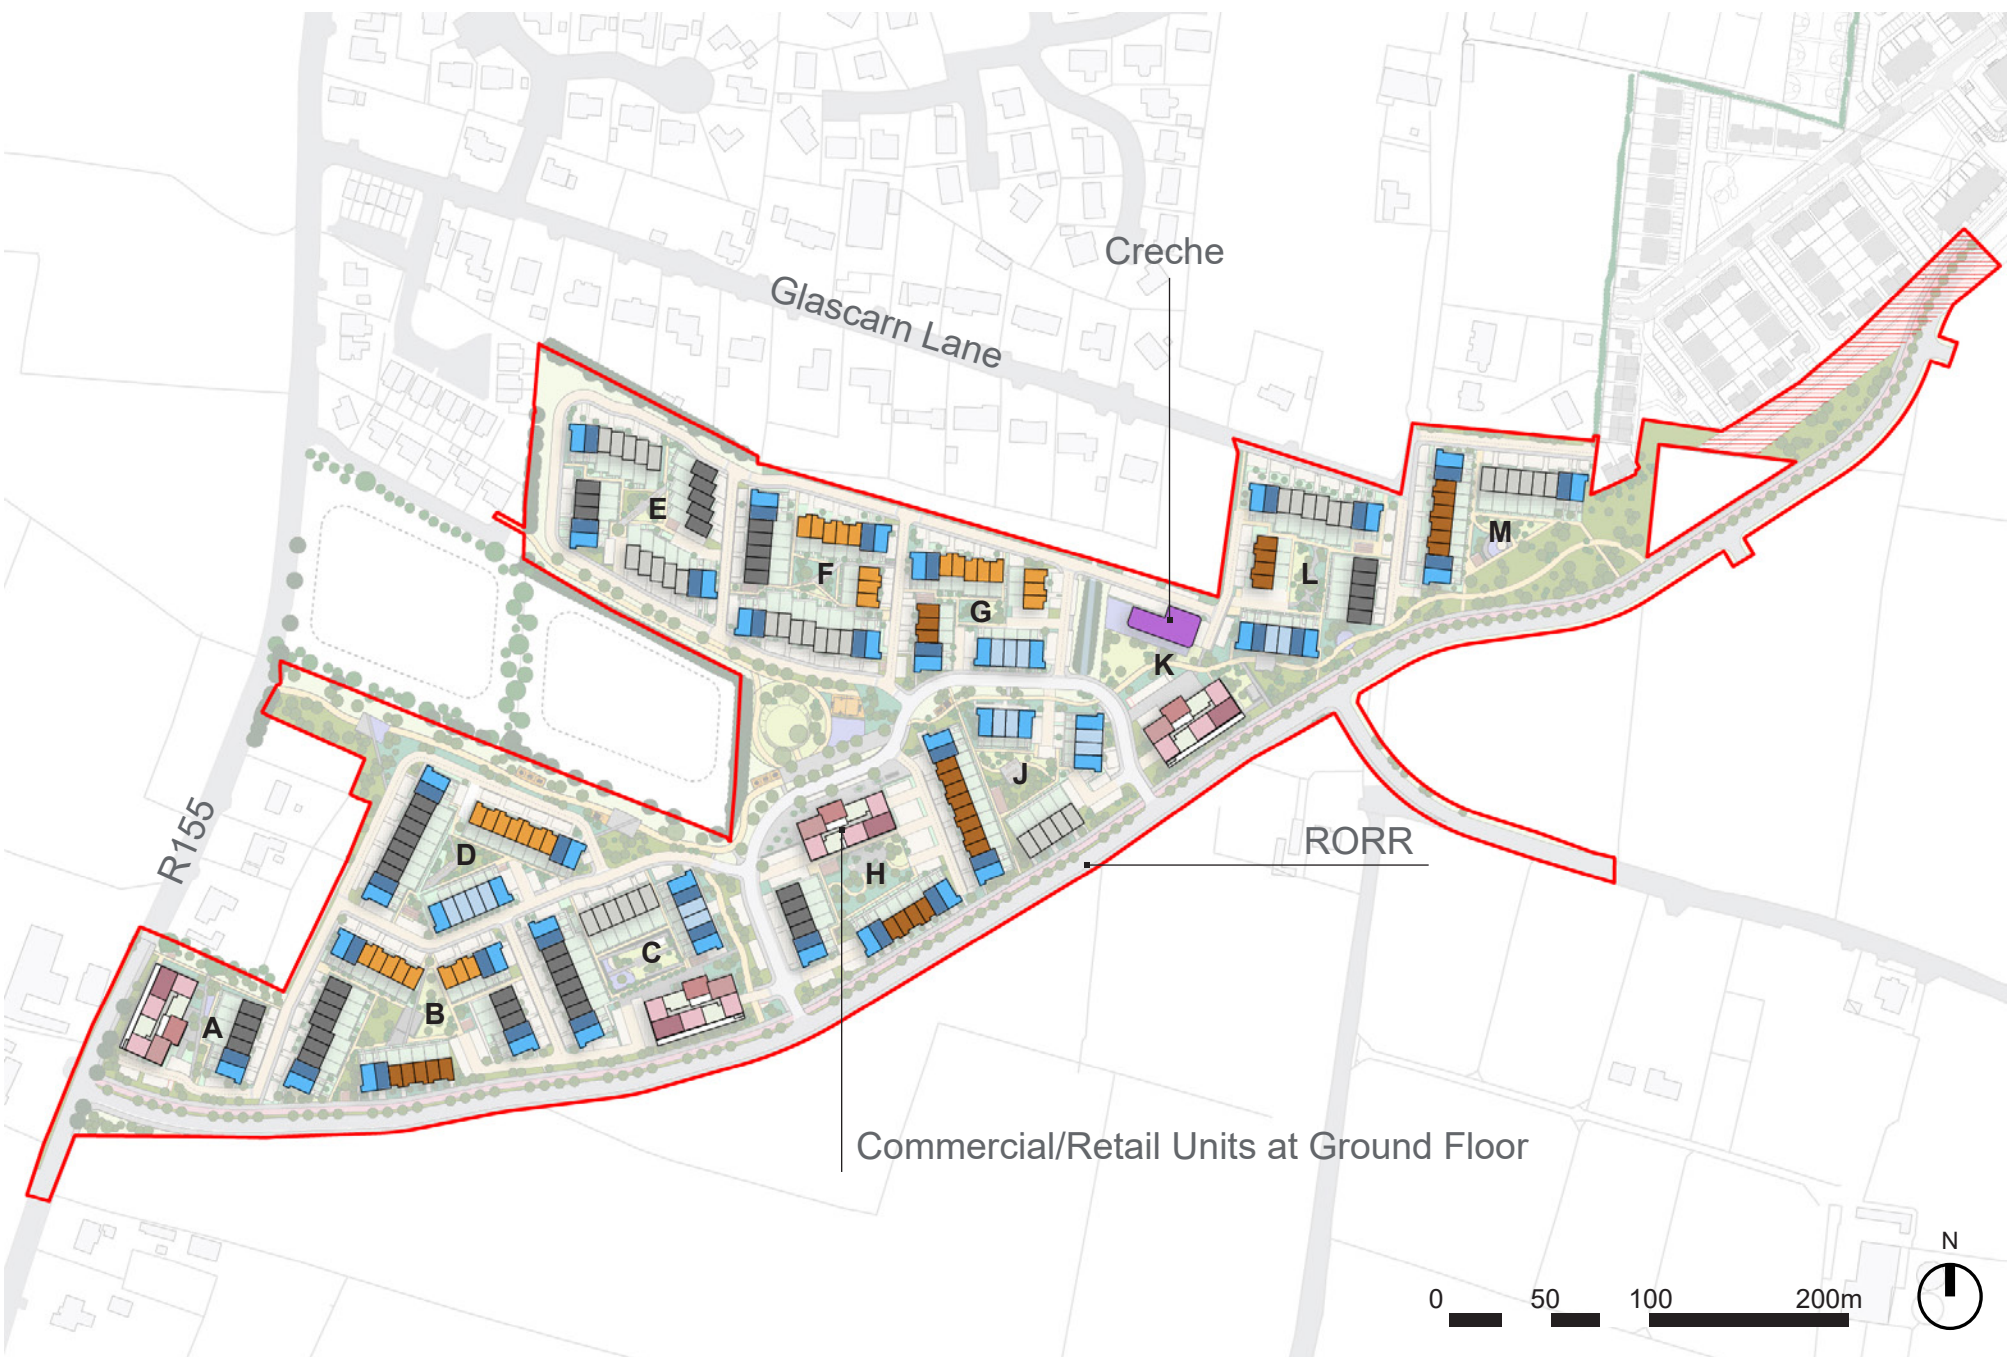 Creche
Glascarn Lane
E
F
G
L
M
K
R155
D
J
H
RORR
C
B
A
Commercial/Retail Units at Ground Floor
N
0 50 100 200m